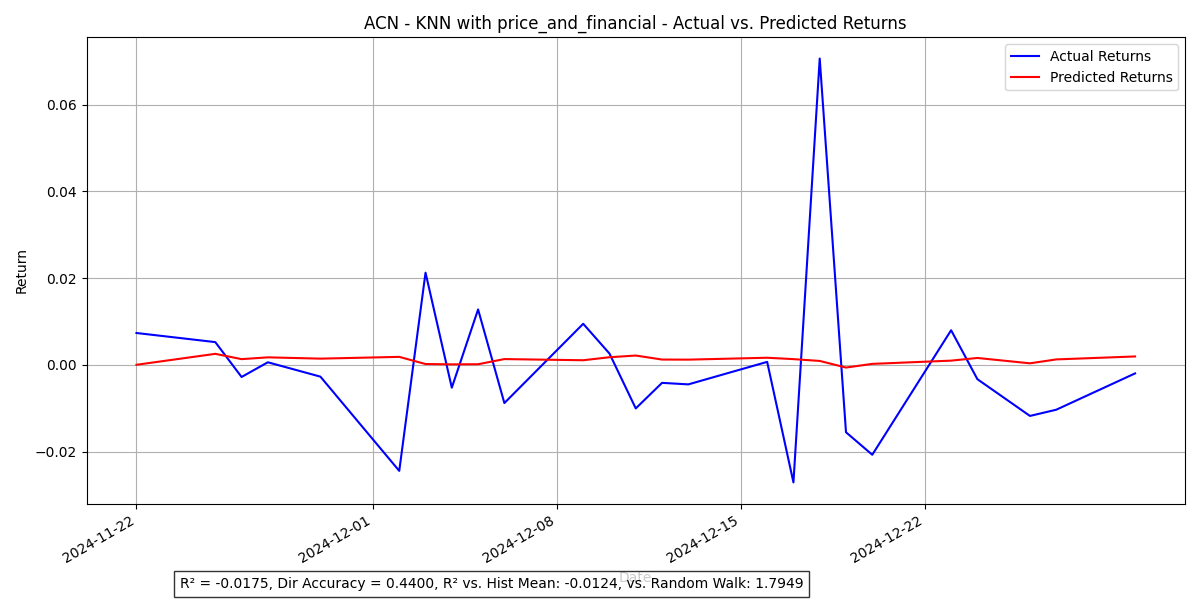 ACN - KNN with price_and_financial - Actual vs. Predicted Returns
Actual Returns
Predicted Returns
Return
0.06
0.04
0.02
0.00
−0.02
2024-11-22
2024-12-01
2024-12-08
2024-12-15
2024-12-22
Date
R² = -0.0175, Dir Accuracy = 0.4400, R² vs. Hist Mean: -0.0124, vs. Random Walk: 1.7949